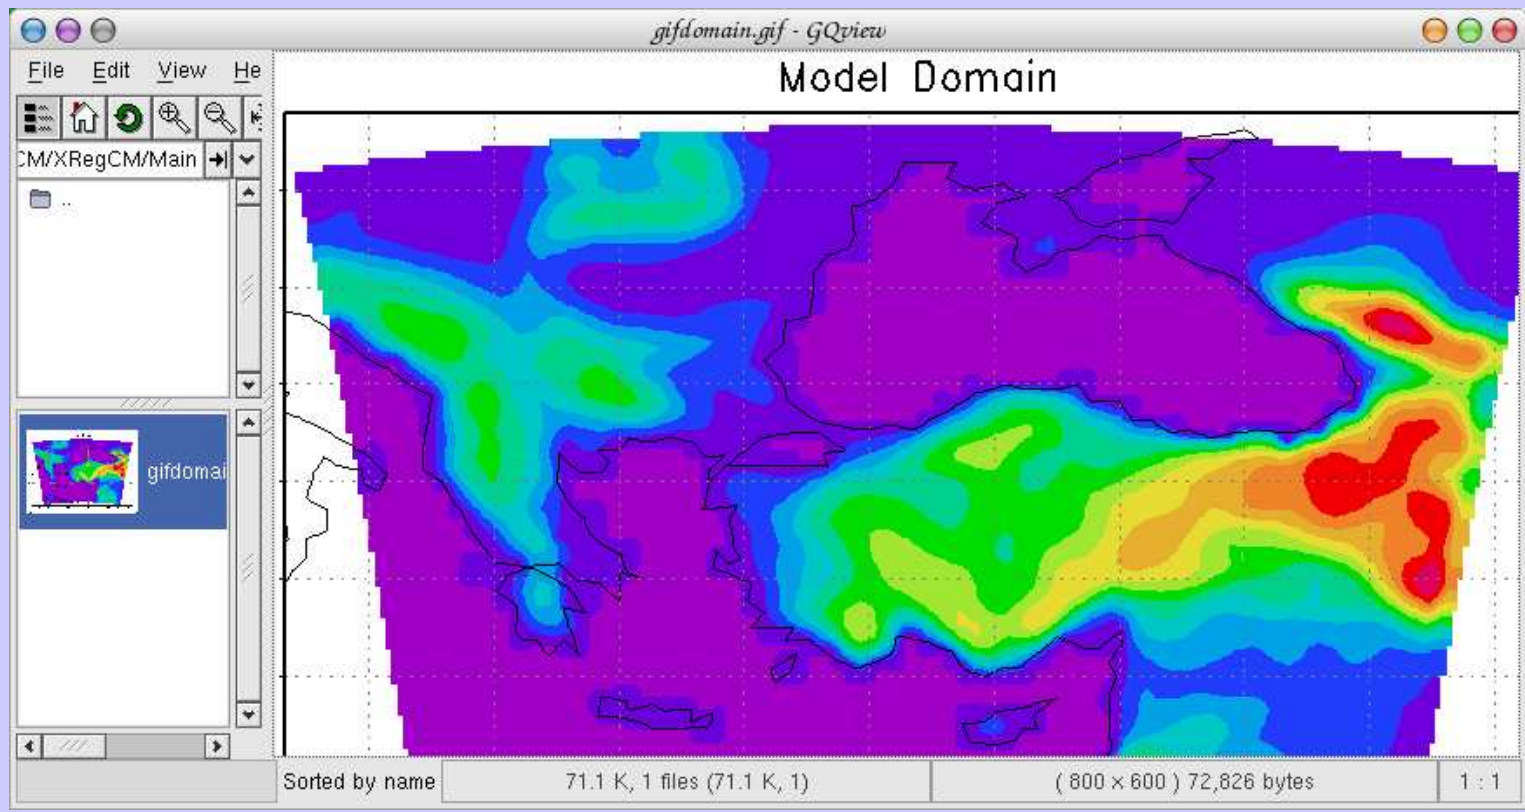 gifdomain.gif - GQview
File Edit View He
Model Domain
CM/XRegCM/Main
..
gifdomai
Sorted by name
71.1 K, 1 files (71.1 K, 1)
( 800 x 600 ) 72,826 bytes
1 : 1